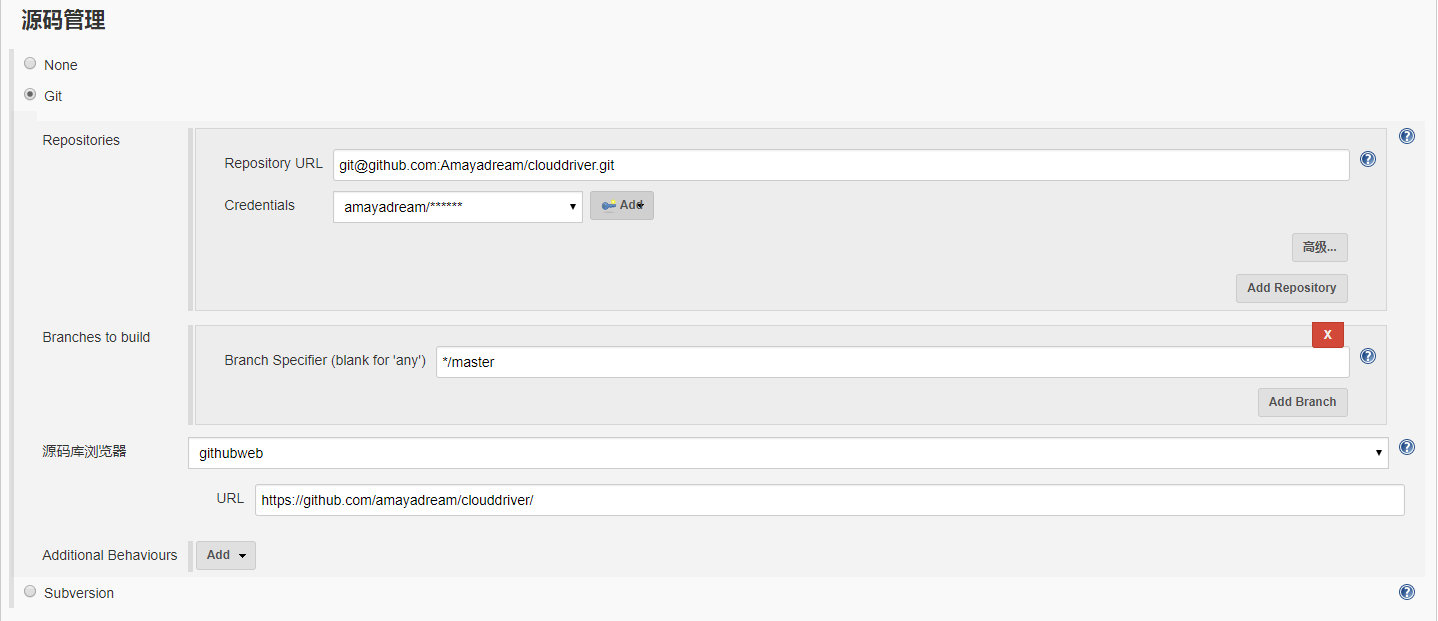 源码管理
None
Git
Repositories
Repository URL git@github.com:Amayadream/clouddriver.git
Credentials amayadream/****** Add
高级...
Add Repository
Branches to build
X
Branch Specifier (blank for 'any') */master
Add Branch
源码库浏览器 githubweb
URL https://github.com/amayadream/clouddriver/
Additional Behaviours Add
Subversion